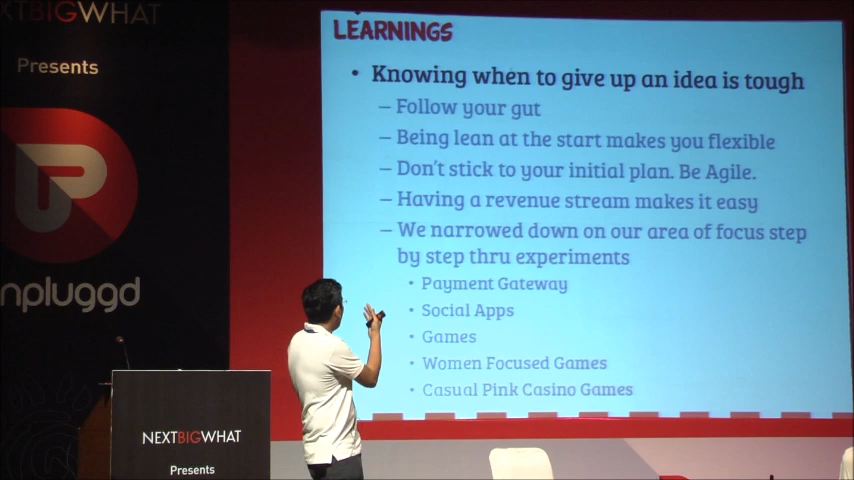 XTBIGWHAT
Presents
npluggd
NEXTBIGWHAT
Presents
LEARNINGS
• Knowing when to give up an idea is tough
– Follow your gut
– Being lean at the start makes you flexible
– Don't stick to your initial plan. Be Agile.
– Having a revenue stream makes it easy
– We narrowed down on our area of focus step
by step thru experiments
• Payment Gateway
• Social Apps
• Games
• Women Focused Games
• Casual Pink Casino Games